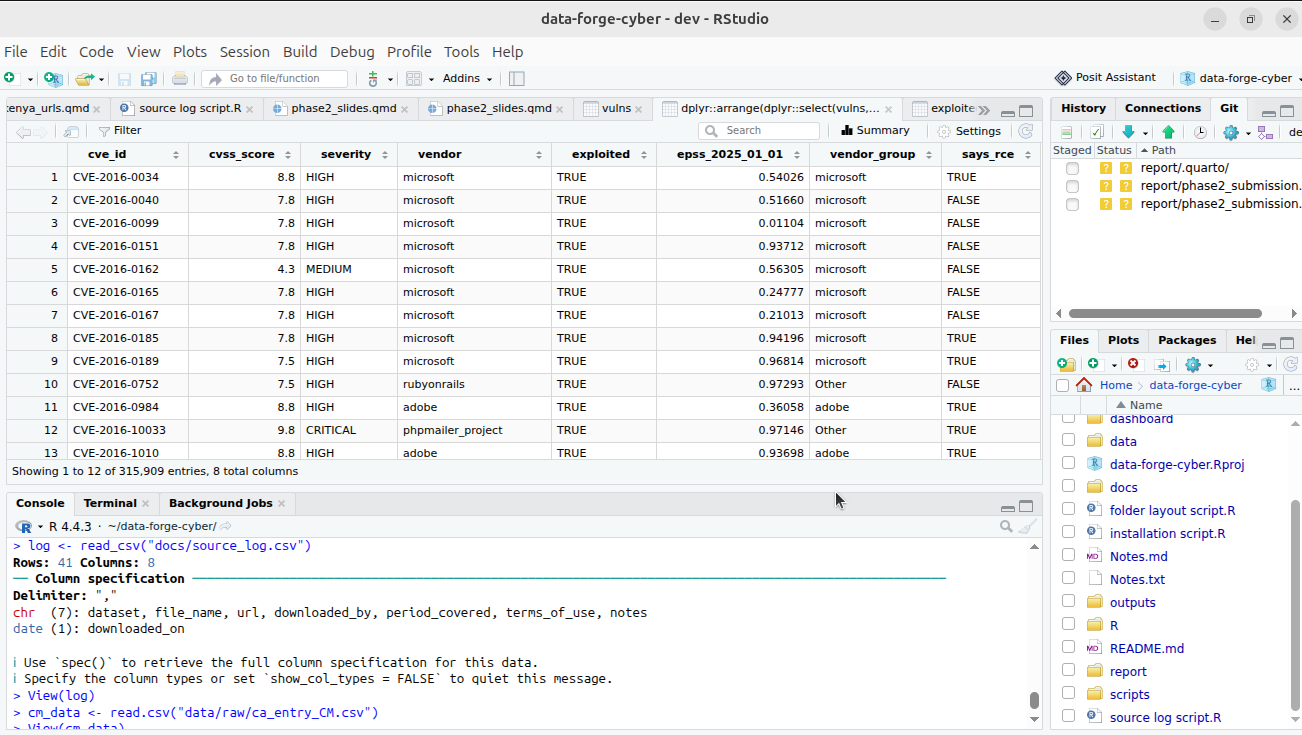 data-forge-cyber - dev - RStudio
File Edit Code View Plots Session Build Debug Profile Tools Help
Go to file/function Addins Posit Assistant data-forge-cyber
kenya_urls.qmd source log script.R phase2_slides.qmd phase2_slides.qmd vulns dplyr::arrange(dplyr::select(vulns,... exploite
Filter Search Summary Settings
cve_id cvss_score severity vendor exploited epss_2025_01_01 vendor_group says_rce
1 CVE-2016-0034 8.8 HIGH microsoft TRUE 0.54026 microsoft TRUE
2 CVE-2016-0040 7.8 HIGH microsoft TRUE 0.51660 microsoft FALSE
3 CVE-2016-0099 7.8 HIGH microsoft TRUE 0.01104 microsoft FALSE
4 CVE-2016-0151 7.8 HIGH microsoft TRUE 0.93712 microsoft FALSE
5 CVE-2016-0162 4.3 MEDIUM microsoft TRUE 0.56305 microsoft FALSE
6 CVE-2016-0165 7.8 HIGH microsoft TRUE 0.24777 microsoft FALSE
7 CVE-2016-0167 7.8 HIGH microsoft TRUE 0.21013 microsoft FALSE
8 CVE-2016-0185 7.8 HIGH microsoft TRUE 0.94196 microsoft TRUE
9 CVE-2016-0189 7.5 HIGH microsoft TRUE 0.96814 microsoft TRUE
10 CVE-2016-0752 7.5 HIGH rubyonrails TRUE 0.97293 Other FALSE
11 CVE-2016-0984 8.8 HIGH adobe TRUE 0.36058 adobe TRUE
12 CVE-2016-10033 9.8 CRITICAL phpmailer_project TRUE 0.97146 Other TRUE
13 CVE-2016-1010 8.8 HIGH adobe TRUE 0.93698 adobe TRUE
Showing 1 to 12 of 315,909 entries, 8 total columns
Console Terminal Background Jobs
R 4.4.3 · ~/data-forge-cyber/
> log <- read_csv("docs/source_log.csv")
Rows: 41 Columns: 8
── Column specification ──
Delimiter: ","
chr (7): dataset, file_name, url, downloaded_by, period_covered, terms_of_use, notes
date (1): downloaded_on
ℹ Use `spec()` to retrieve the full column specification for this data.
ℹ Specify the column types or set `show_col_types = FALSE` to quiet this message.
> View(log)
> cm_data <- read.csv("data/raw/ca_entry_CM.csv")
> View(cm_data)
History Connections Git
de
Staged Status Path
? ? report/.quarto/
? ? report/phase2_submission.
? ? report/phase2_submission.
Files Plots Packages Hel
Home data-forge-cyber ...
Name
dashboard
data
data-forge-cyber.Rproj
docs
folder layout script.R
installation script.R
Notes.md
Notes.txt
outputs
R
README.md
report
scripts
source log script.R